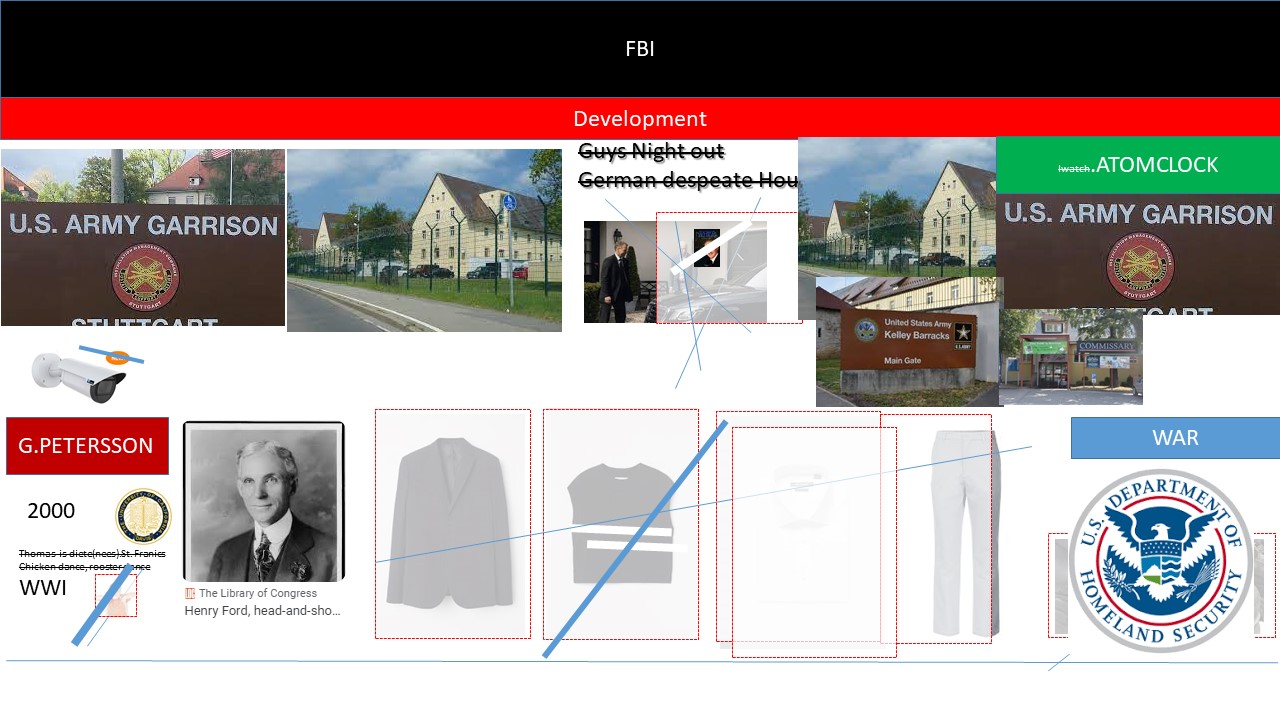 FBI
Development
Guys Night out
German despeate Hou
iwatch.ATOMCLOCK
U.S. ARMY GARRISON
STUTTGART
STUTTGART
U.S. ARMY GARRISON
STUTTGART
STUTTGART
United States Army
Kelley Barracks
Main Gate
U.S.ARMY
COMMISSARY
G.PETERSSON
2000
Thomas is diete(nees).St. Franics
Chicken dance, rooster dance
WWI
The Library of Congress
Henry Ford, head-and-sho…
WAR
U.S. DEPARTMENT OF
HOMELAND SECURITY